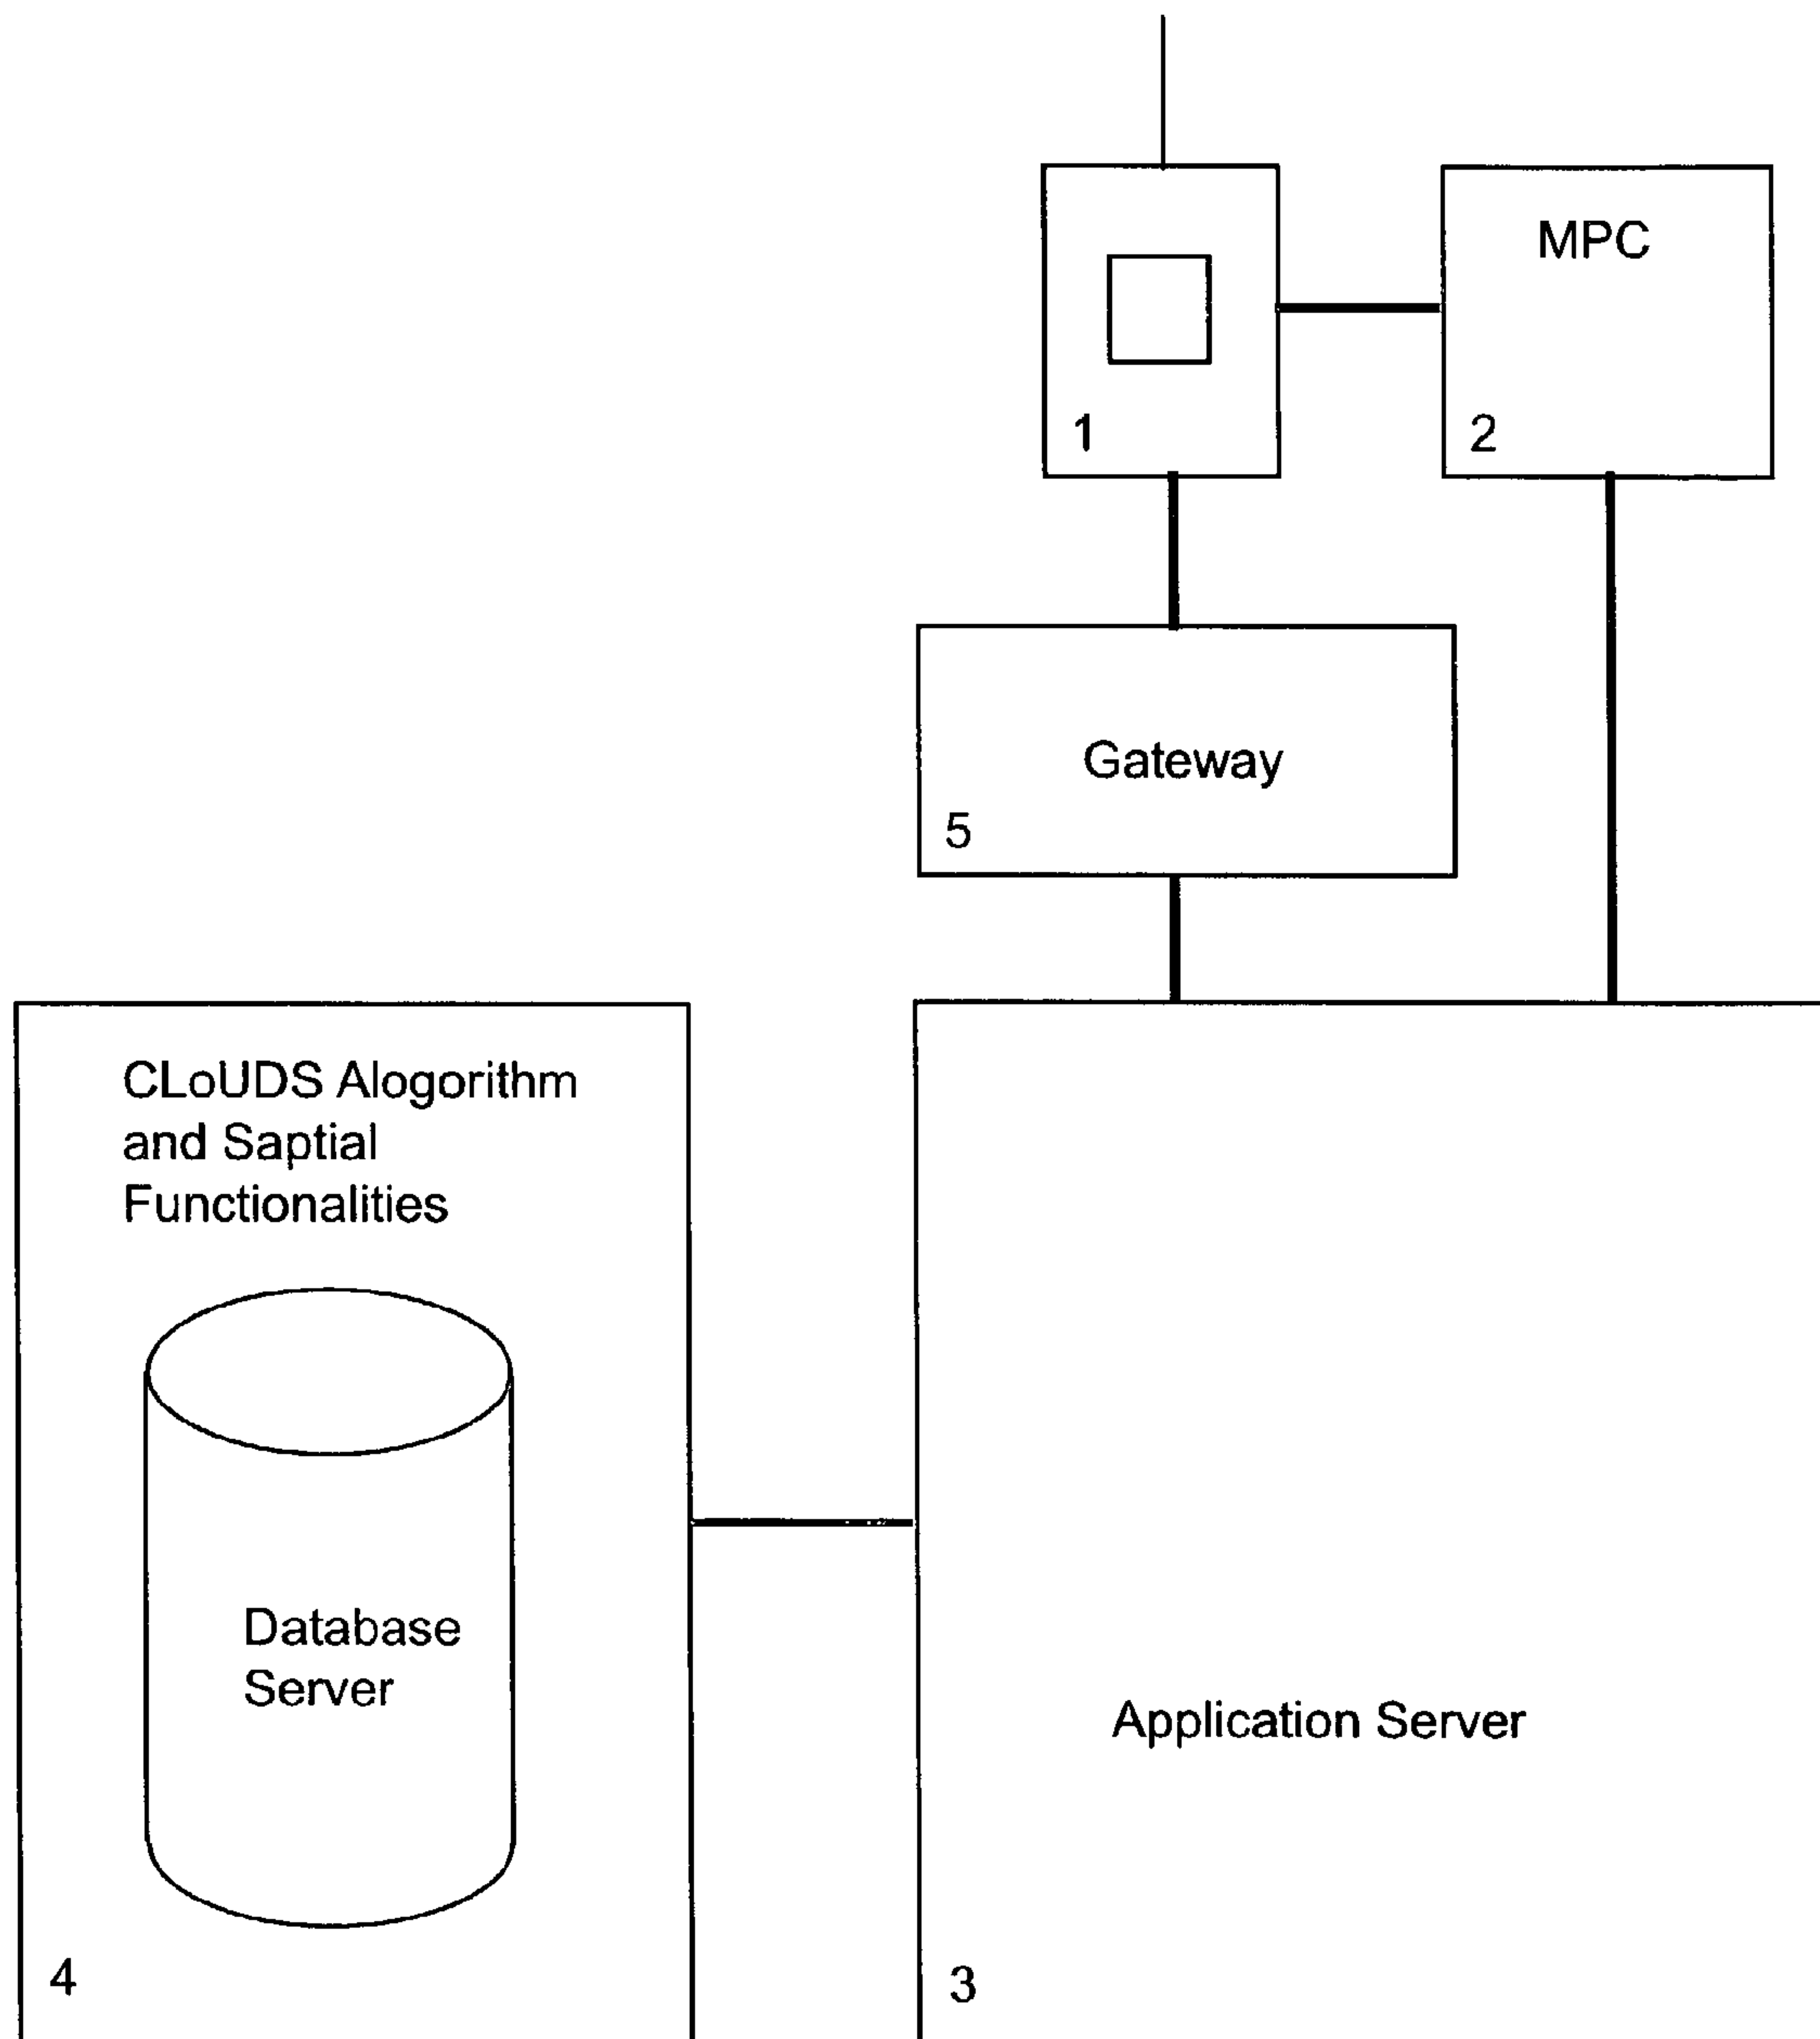 MPC
1
2
Gateway
5
CLoUDS Alogorithm
and Saptial
Functionalities
Database
Server
Application Server
4
3